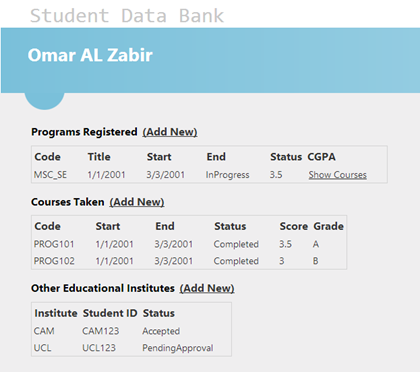 Student Data Bank
Omar AL Zabir
Programs Registered (Add New)
Code Title Start End Status CGPA
MSC_SE 1/1/2001 3/3/2001 InProgress 3.5 Show Courses
Courses Taken (Add New)
Code Start End Status Score Grade
PROG101 1/1/2001 3/3/2001 Completed 3.5 A
PROG102 1/1/2001 3/3/2001 Completed 3 B
Other Educational Institutes (Add New)
Institute Student ID Status
CAM CAM123 Accepted
UCL UCL123 PendingApproval